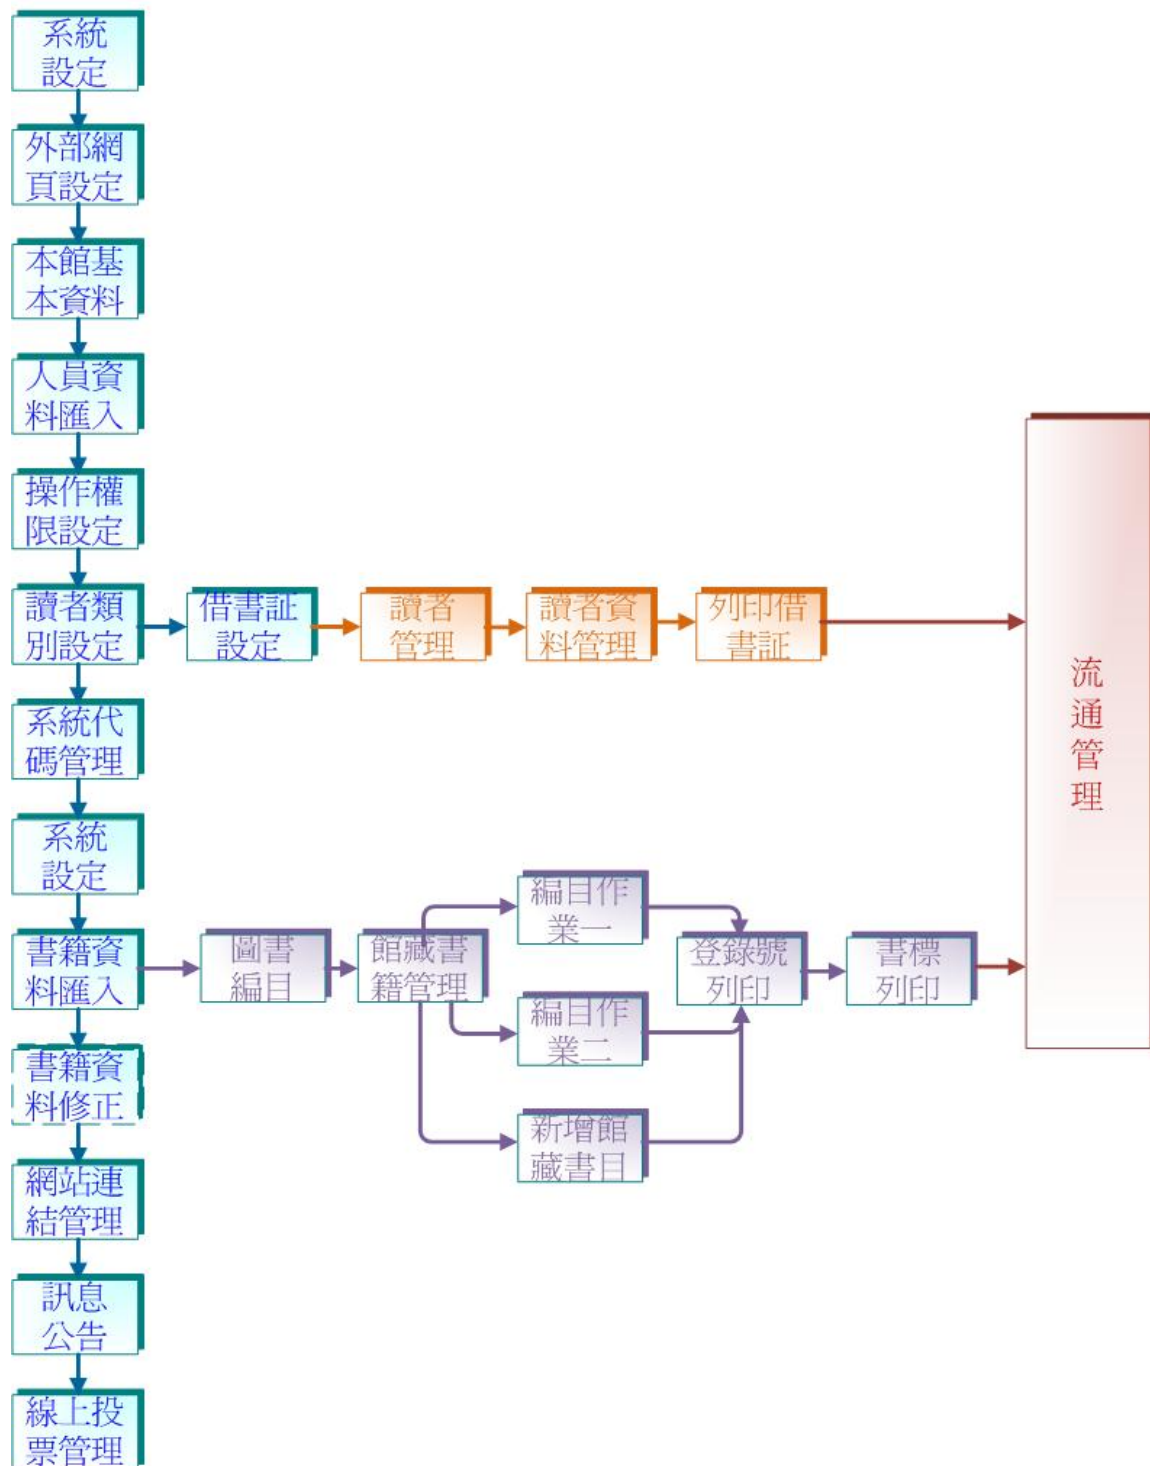 系統
設定
外部網
頁設定
本館基
本資料
人員資
料匯入
操作權
限設定
讀者類
別設定
借書証
設定
讀者
管理
讀者資
料管理
列印借
書証
系統代
碼管理
系統
設定
書籍資
料匯入
圖書
編目
館藏書
籍管理
編目作
業一
編目作
業二
新增館
藏書目
登錄號
列印
書標
列印
流
通
管
理
書籍資
料修正
網站連
結管理
訊息
公告
線上投
票管理